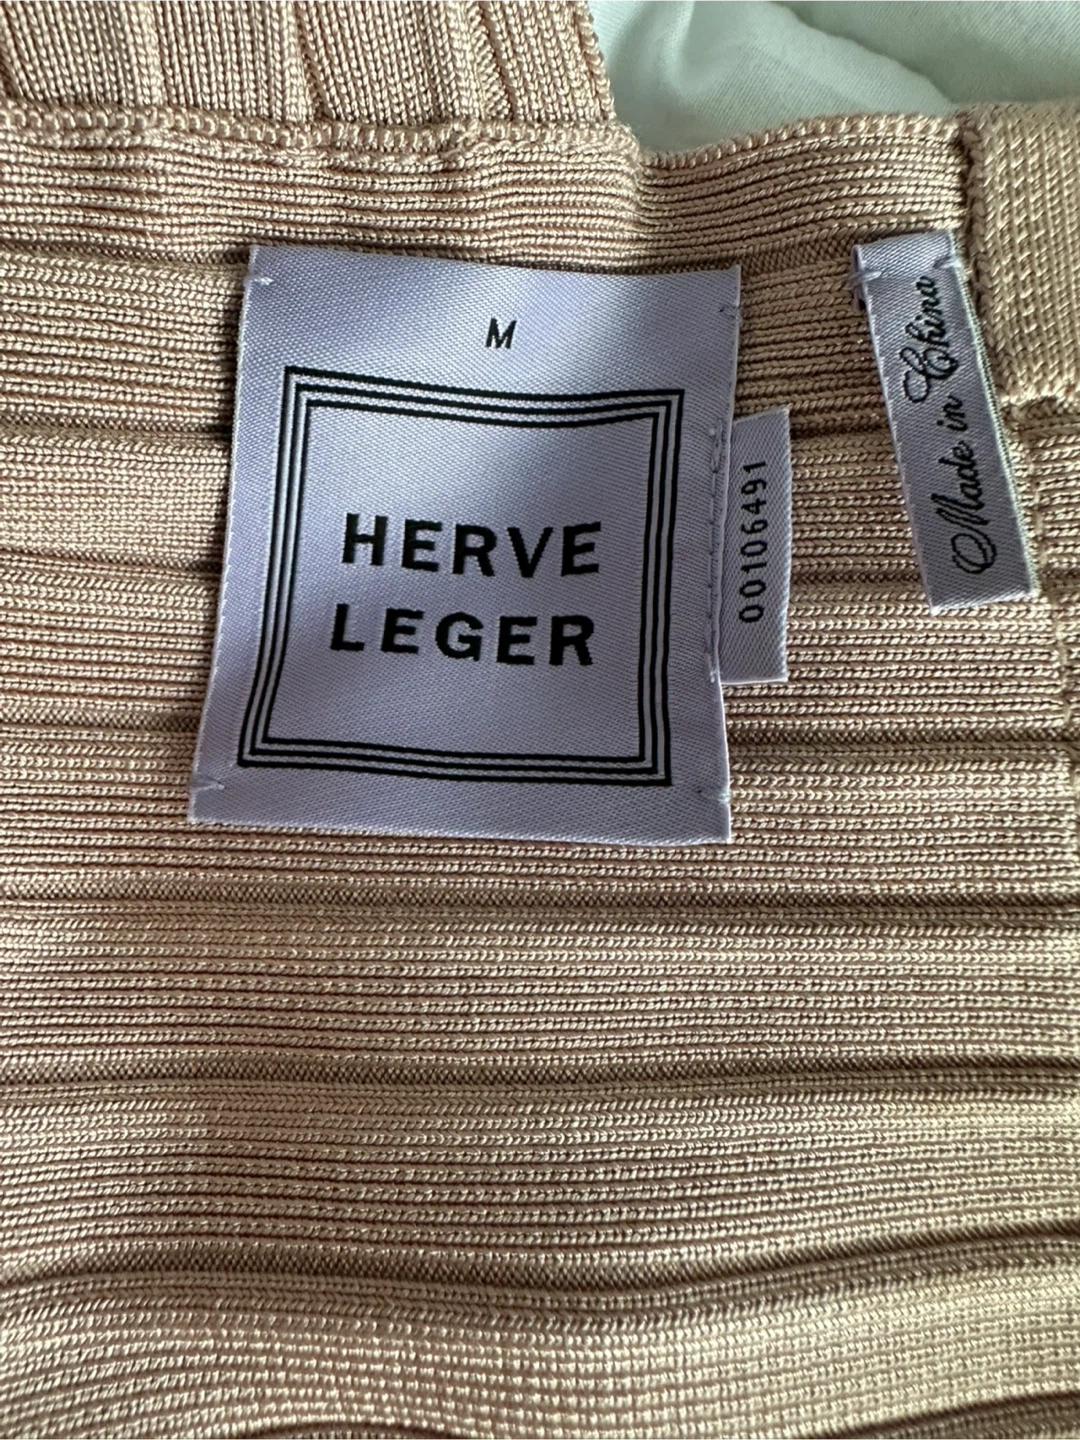 M
HERVE
LEGER
00106491
Made in China